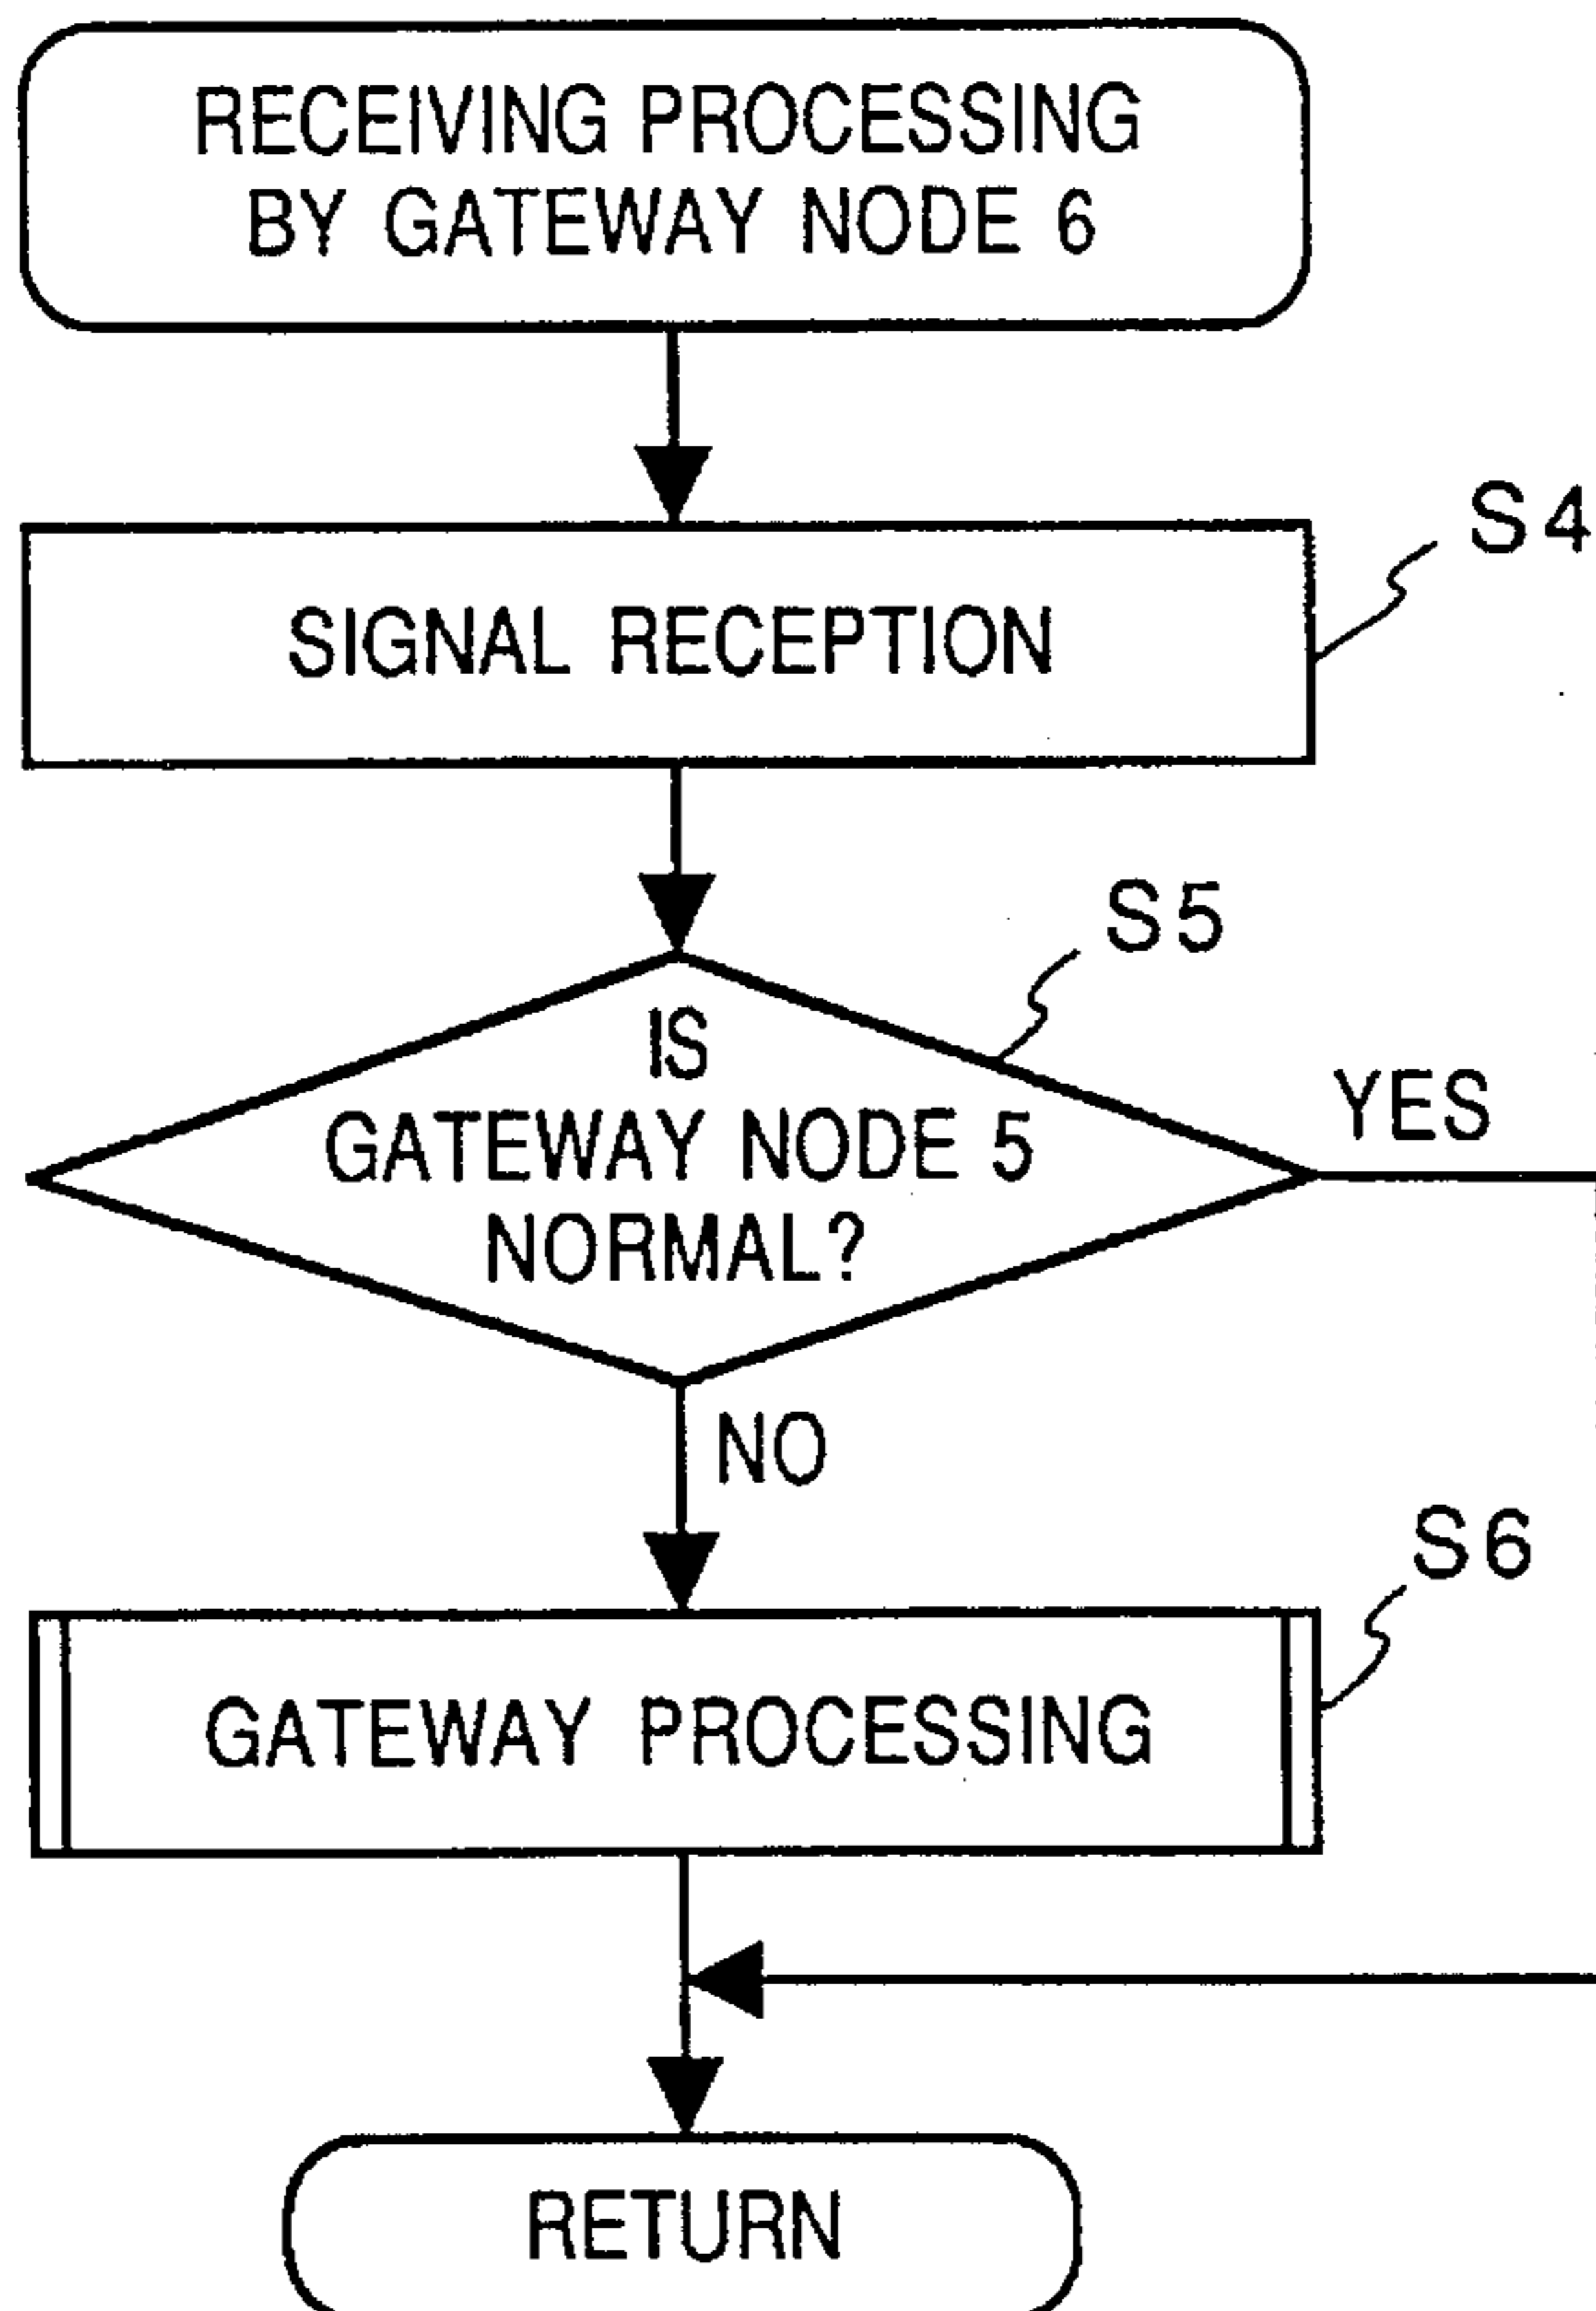 RECEIVING PROCESSING
BY GATEWAY NODE 6
S4
SIGNAL RECEPTION
S5
IS
GATEWAY NODE 5
NORMAL?
YES
NO
S6
GATEWAY PROCESSING
RETURN